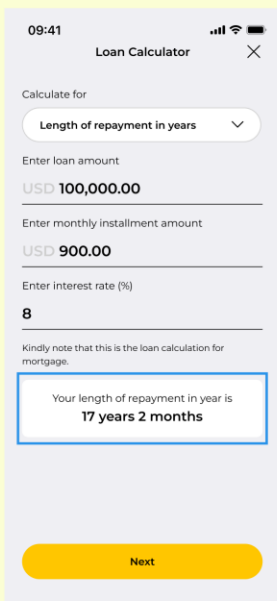 09:41
Loan Calculator
Calculate for
Length of repayment in years
Enter loan amount
USD 100,000.00
Enter monthly installment amount
USD 900.00
Enter interest rate (%)
8
Kindly note that this is the loan calculation for
mortgage.
Your length of repayment in year is
17 years 2 months
Next